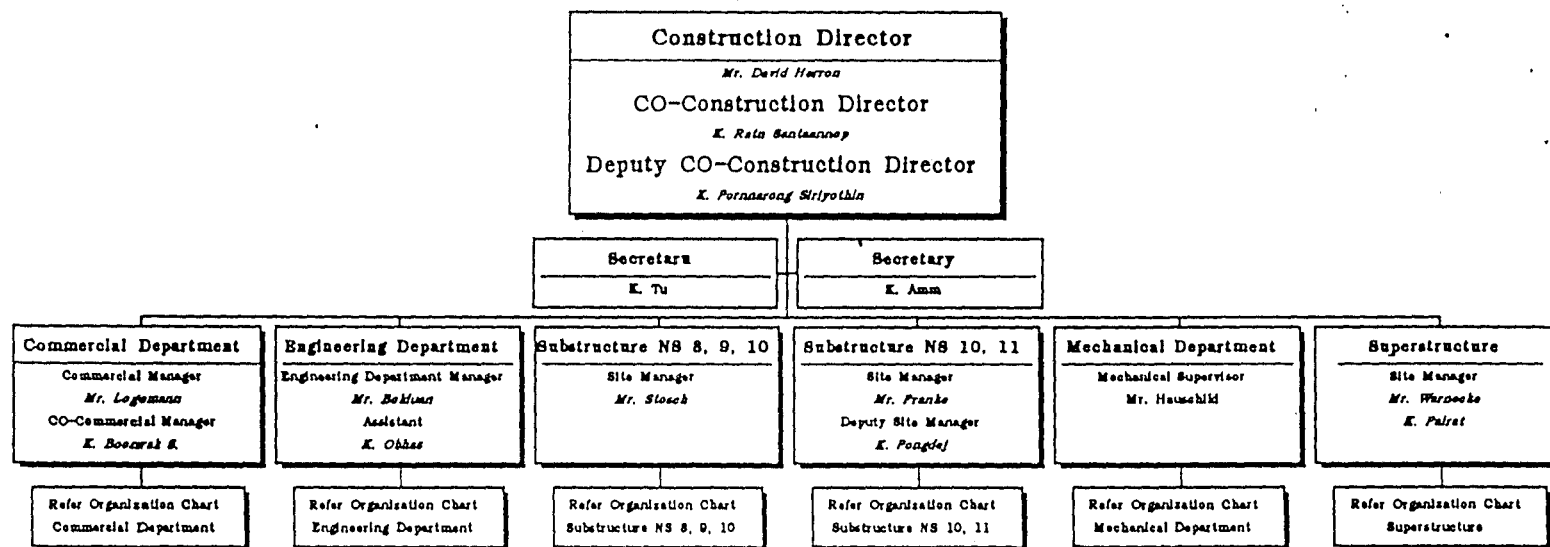 Construction Director
Mr. David Herron
CO-Construction Director
K. Rata Santaannop
Deputy CO-Construction Director
K. Pornnarong Siriyothin
Secretary
K. Tu
Secretary
K. Amm
Commercial Department
Commercial Manager
Mr. Logemann
CO-Commercial Manager
K. S.
Engineering Department
Engineering Department Manager
Mr.
Assistant
K. Obhas
Substructure NS 8, 9, 10
Site Manager
Mr. Stosch
Substructure NS 10, 11
Site Manager
Mr. Franke
Deputy Site Manager
K. Pongdej
Mechanical Department
Mechanical Supervisor
Mr. Hauschild
Superstructure
Site Manager
Mr. Warnecke
K. Pairat
Refer Organization Chart
Commercial Department
Refer Organization Chart
Engineering Department
Refer Organization Chart
Substructure NS 8, 9, 10
Refer Organization Chart
Substructure NS 10, 11
Refer Organization Chart
Mechanical Department
Refer Organization Chart
Superstructure